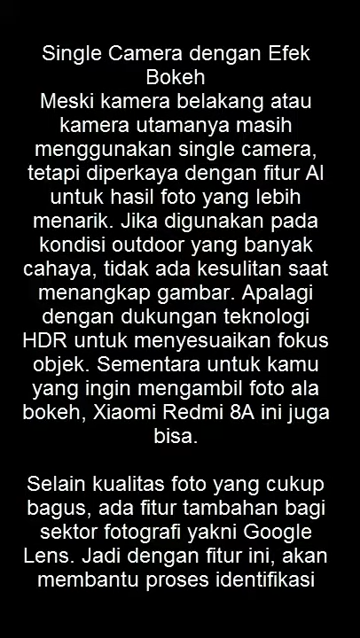 Single Camera dengan Efek
Bokeh
Meski kamera belakang atau
kamera utamanya masih
menggunakan single camera,
tetapi diperkaya dengan fitur AI
untuk hasil foto yang lebih
menarik. Jika digunakan pada
kondisi outdoor yang banyak
cahaya, tidak ada kesulitan saat
menangkap gambar. Apalagi
dengan dukungan teknologi
HDR untuk menyesuaikan fokus
objek. Sementara untuk kamu
yang ingin mengambil foto ala
bokeh, Xiaomi Redmi 8A ini juga
bisa.

Selain kualitas foto yang cukup
bagus, ada fitur tambahan bagi
sektor fotografi yakni Google
Lens. Jadi dengan fitur ini, akan
membantu proses identifikasi